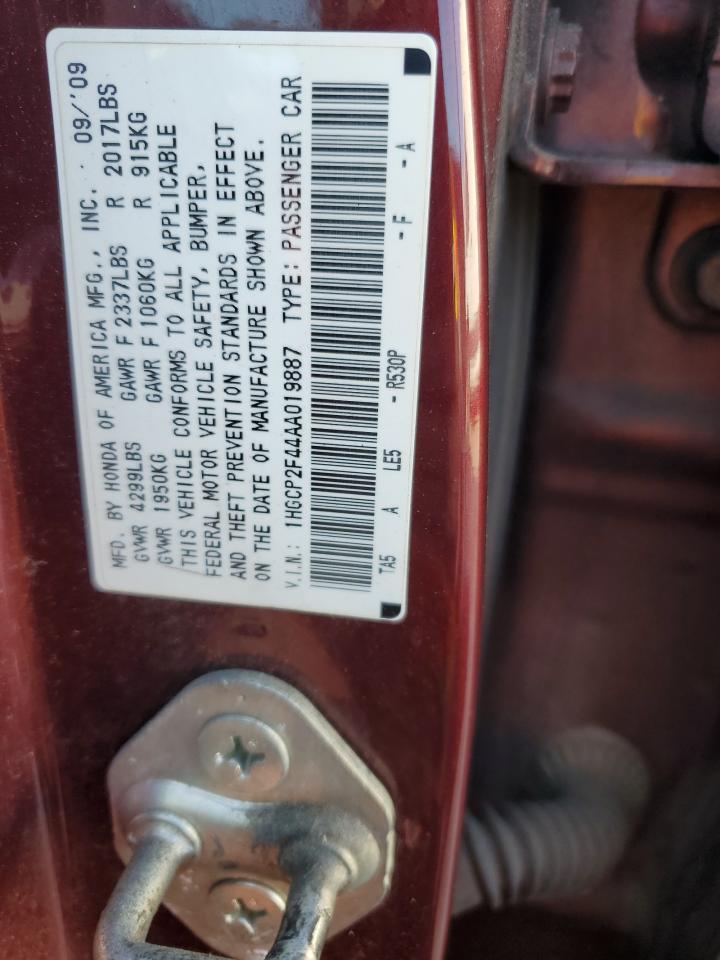 MFD. BY HONDA OF AMERICA MFG., INC. 09/'09
GVWR 4299LBS GAWR F 2337LBS R 2017LBS
GVWR 1950KG GAWR F 1060KG R 915KG
THIS VEHICLE CONFORMS TO ALL APPLICABLE
FEDERAL MOTOR VEHICLE SAFETY, BUMPER,
AND THEFT PREVENTION STANDARDS IN EFFECT
ON THE DATE OF MANUFACTURE SHOWN ABOVE.
V.I.N.: 1HGCP2F44AA019887 TYPE: PASSENGER CAR
TA5 A LE5 - R530P - F - A